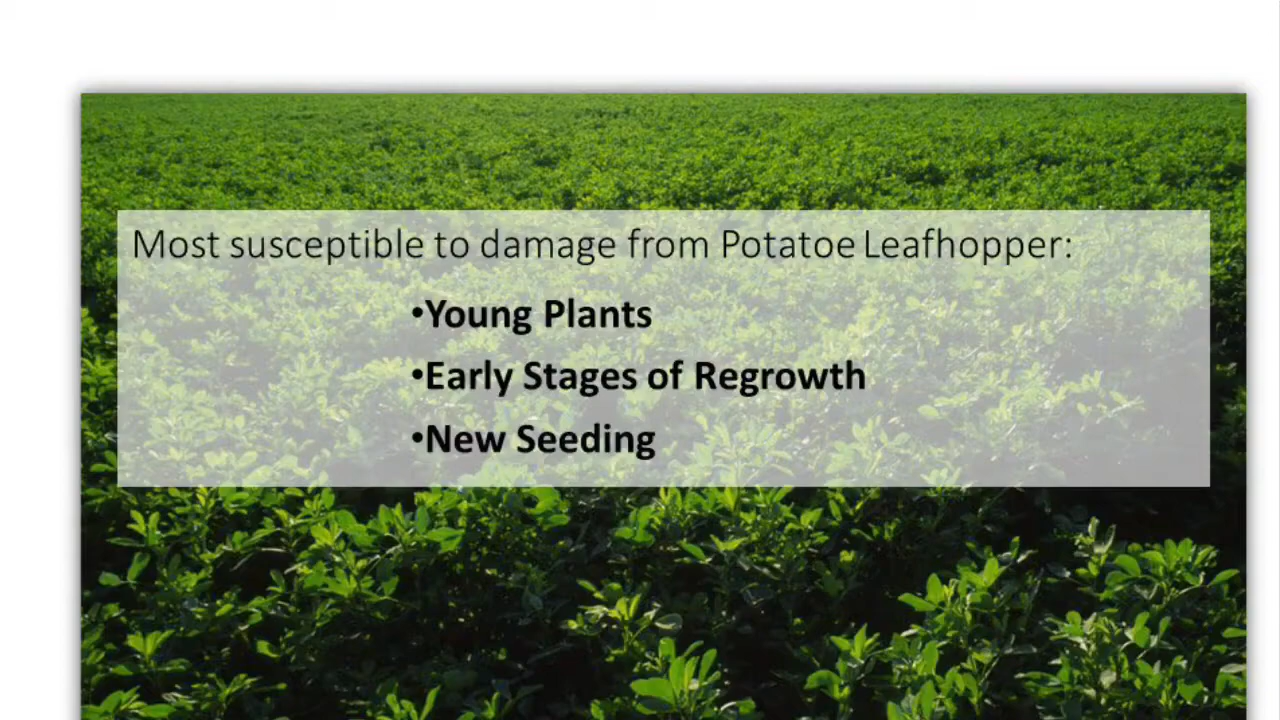 Most susceptible to damage from Potatoe Leafhopper:
•Young Plants
•Early Stages of Regrowth
•New Seeding